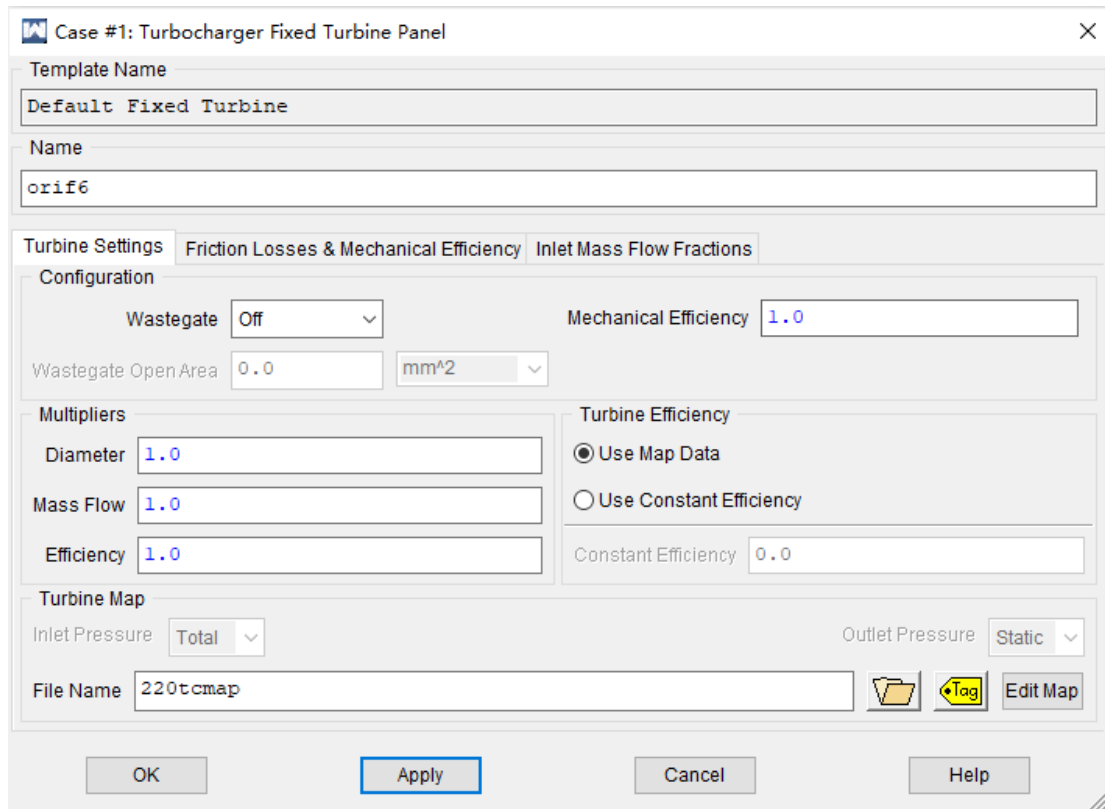 Case #1: Turbocharger Fixed Turbine Panel
Template Name
Default Fixed Turbine
Name
orif6
Turbine Settings Friction Losses & Mechanical Efficiency Inlet Mass Flow Fractions
Configuration
Wastegate Off Mechanical Efficiency 1.0
Wastegate Open Area 0.0 mm^2
Multipliers Turbine Efficiency
Diameter 1.0 Use Map Data
Mass Flow 1.0 Use Constant Efficiency
Efficiency 1.0 Constant Efficiency 0.0
Turbine Map
Inlet Pressure Total Outlet Pressure Static
File Name 220tcmap Tag Edit Map
OK Apply Cancel Help